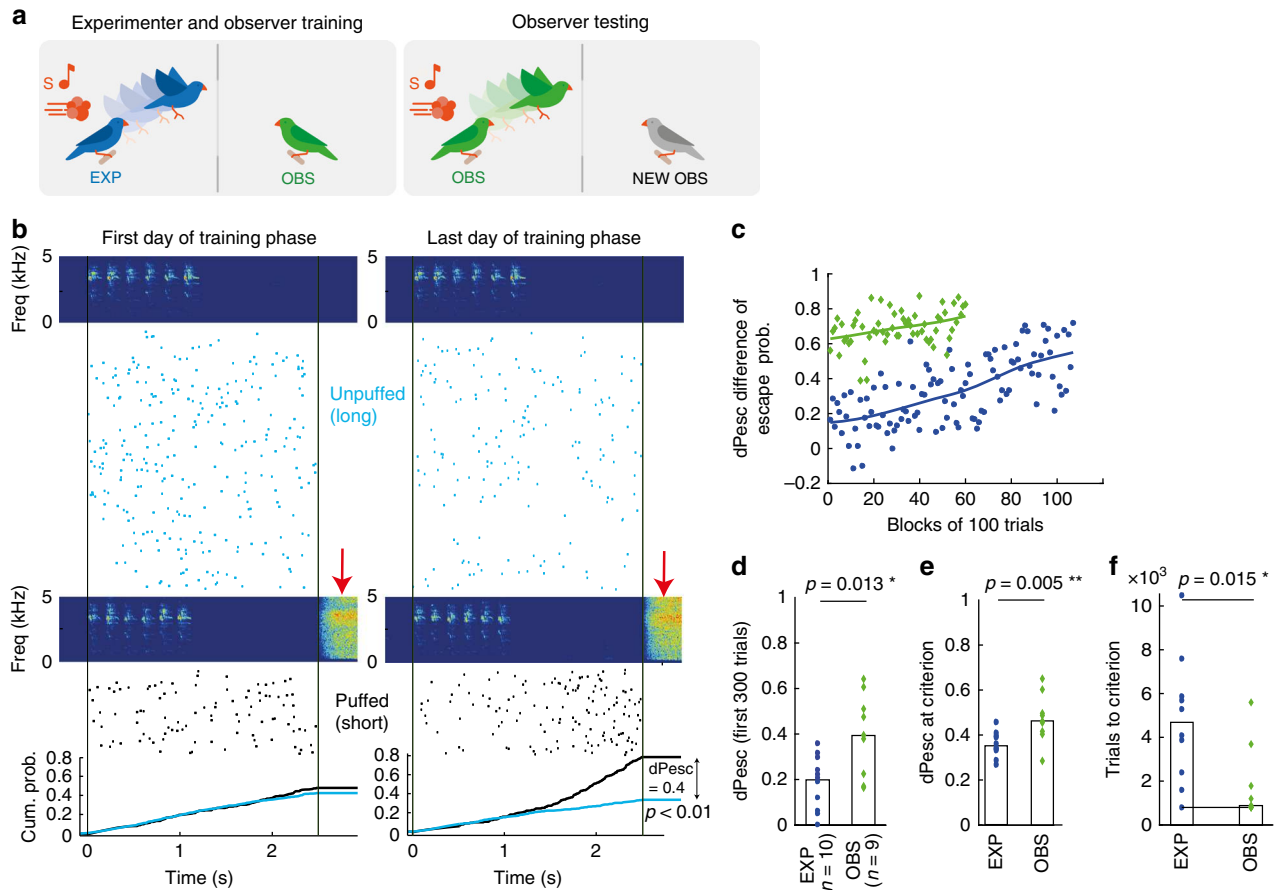 a
Experimenter and observer training
Observer testing
S
EXP
OBS
S
OBS
NEW OBS
b
First day of training phase
Last day of training phase
Freq (kHz)
5
0
5
0
Unpuffed
(long)
Freq (kHz)
5
0
5
0
Puffed
(short)
Cum. prob.
0.8
0.6
0.4
0.2
0
0.8
0.6
0.4
0.2
0
dPesc
= 0.4
p < 0.01
0
1
2
Time (s)
0
1
2
Time (s)
c
dPesc difference of
escape prob.
1
0.8
0.6
0.4
0.2
0
–0.2
0
20
40
60
80
100
Blocks of 100 trials
d
p = 0.013 *
dPesc (first 300 trials)
1
0.8
0.6
0.4
0.2
0
EXP
n = 10)
OBS
(n = 9)
e
p = 0.005 **
dPesc at criterion
1
0.8
0.6
0.4
0.2
0
EXP
OBS
f
×10³
p = 0.015 *
Trials to criterion
10
8
6
4
2
0
EXP
OBS